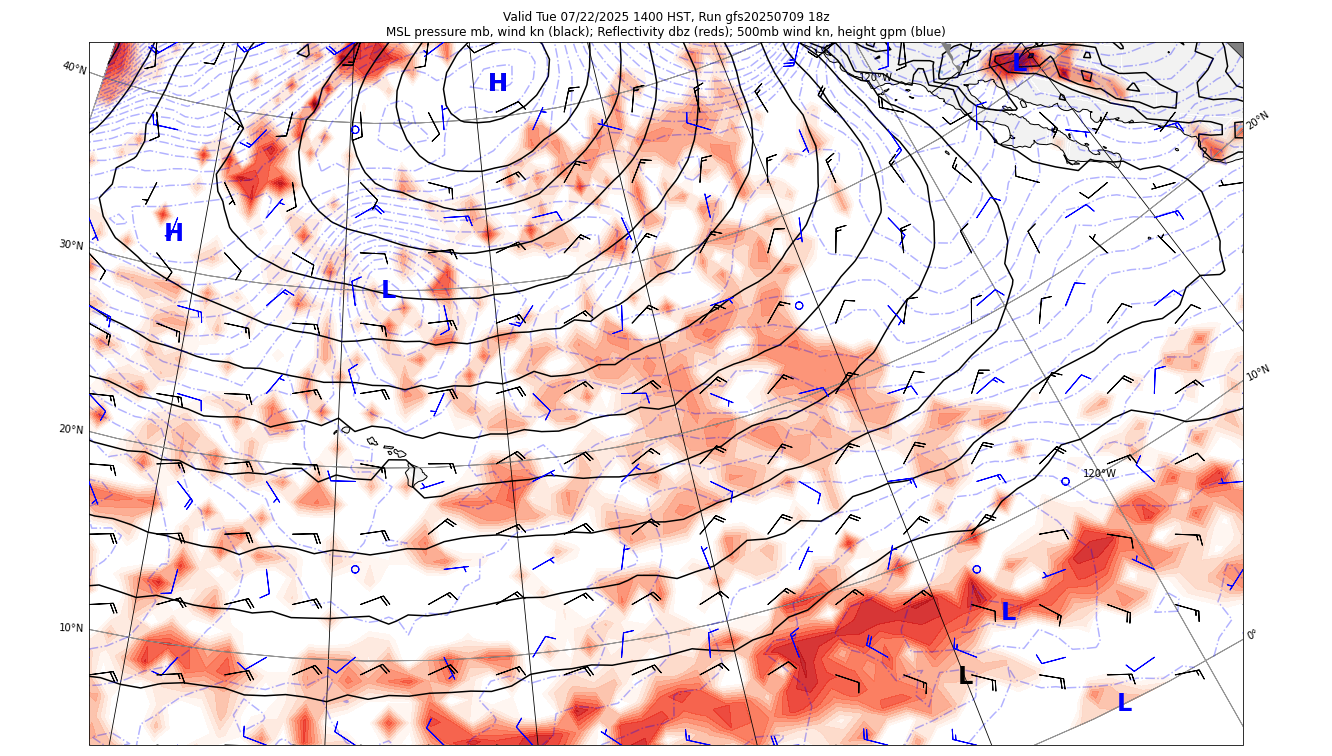 Valid Tue 07/22/2025 1400 HST, Run gfs20250709 18z
MSL pressure mb, wind kn (black); Reflectivity dbz (reds); 500mb wind kn, height gpm (blue)
40°N
H
120°W
L
20°N
H
30°N
L
10°N
20°N
120°W
10°N
L
0°
L
L